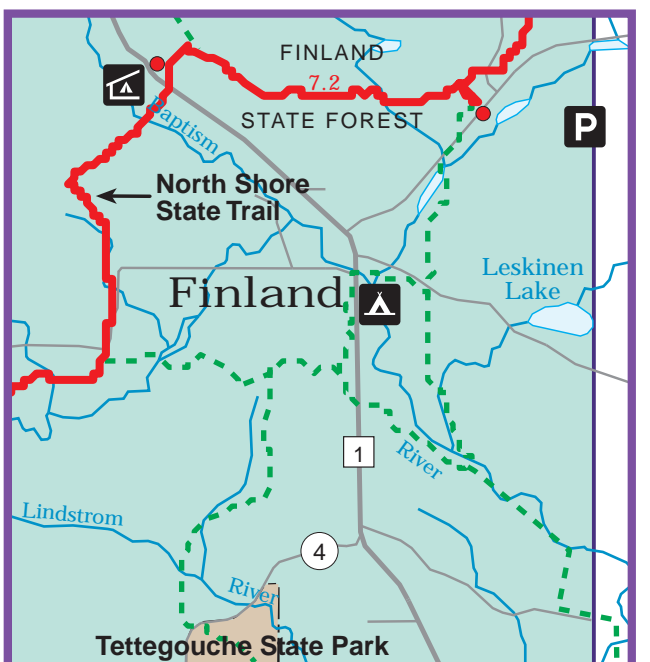 FINLAND
7.2
STATE FOREST
Baptism
P
North Shore
State Trail
Leskinen
Lake
Finland
1
River
Lindstrom
4
River
Tettegouche State Park